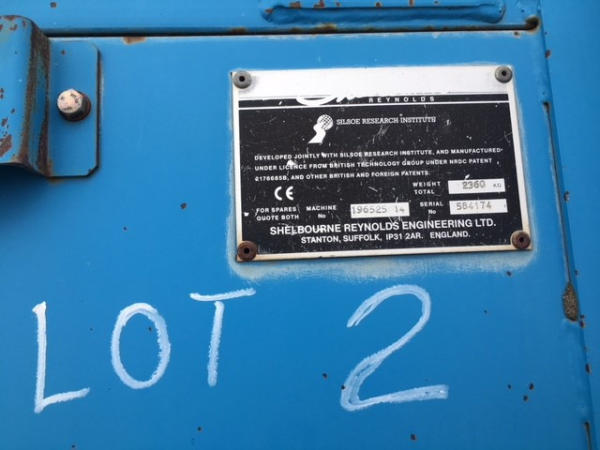 REYNOLDS
SILSOE RESEARCH INSTITUTE
DEVELOPED JOINTLY WITH SILSOE RESEARCH INSTITUTE, AND MANUFACTURED
UNDER LICENCE FROM BRITISH TECHNOLOGY GROUP UNDER NRDC PATENT
2176685B, AND OTHER BRITISH AND FOREIGN PATENTS.
CE
WEIGHT TOTAL 2360 KG
FOR SPARES QUOTE BOTH MACHINE No 196525 14 SERIAL No 584174
SHELBOURNE REYNOLDS ENGINEERING LTD.
STANTON, SUFFOLK, IP31 2AR. ENGLAND.
LOT 2